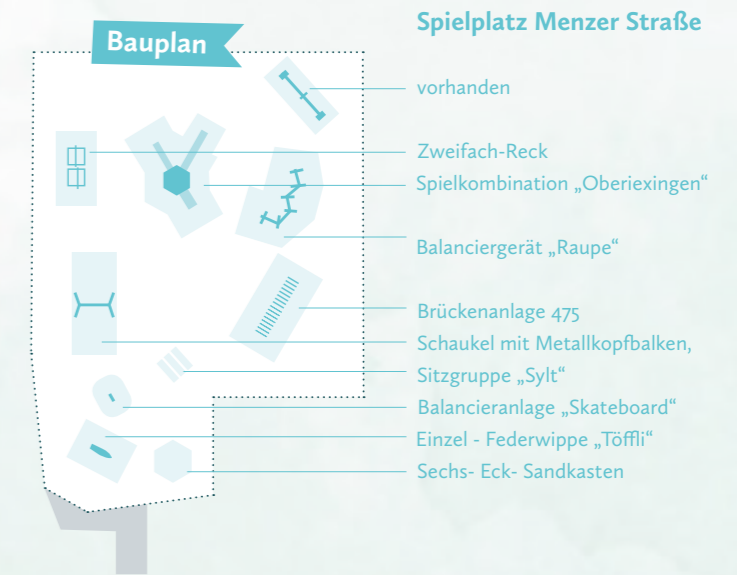 Spielplatz Menzer Straße
Bauplan
vorhanden
Zweifach-Reck
Spielkombination „Oberiexingen“
Balanciergerät „Raupe“
Brückenanlage 475
Schaukel mit Metallkopfbalken,
Sitzgruppe „Sylt“
Balancieranlage „Skateboard“
Einzel - Federwippe „Töffli“
Sechs- Eck- Sandkasten